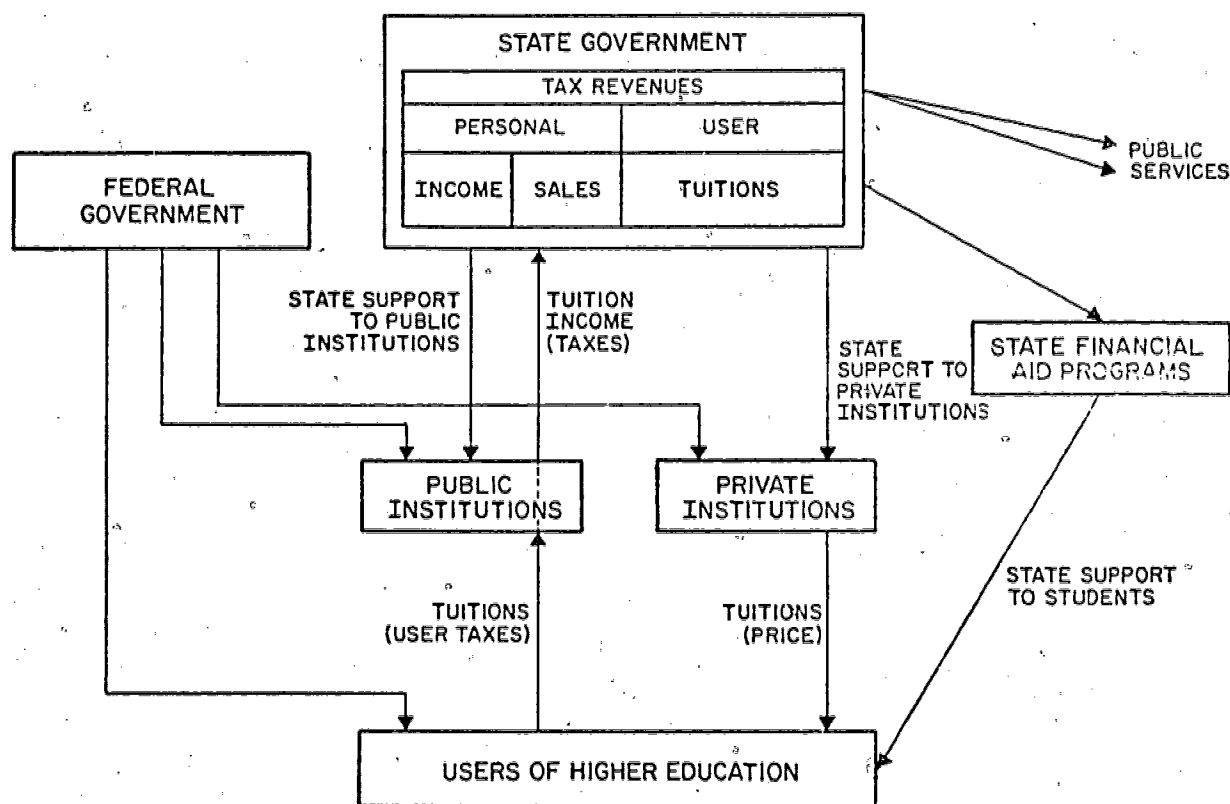 STATE GOVERNMENT
TAX REVENUES
PERSONAL
USER
INCOME
SALES
TUITIONS
PUBLIC
SERVICES
FEDERAL
GOVERNMENT
STATE SUPPORT
TO PUBLIC
INSTITUTIONS
TUITION
INCOME
(TAXES)
STATE
SUPPORT TO
PRIVATE
INSTITUTIONS
STATE FINANCIAL
AID PROGRAMS
PUBLIC
INSTITUTIONS
PRIVATE
INSTITUTIONS
TUITIONS
(USER TAXES)
TUITIONS
(PRICE)
STATE SUPPORT
TO STUDENTS
USERS OF HIGHER EDUCATION